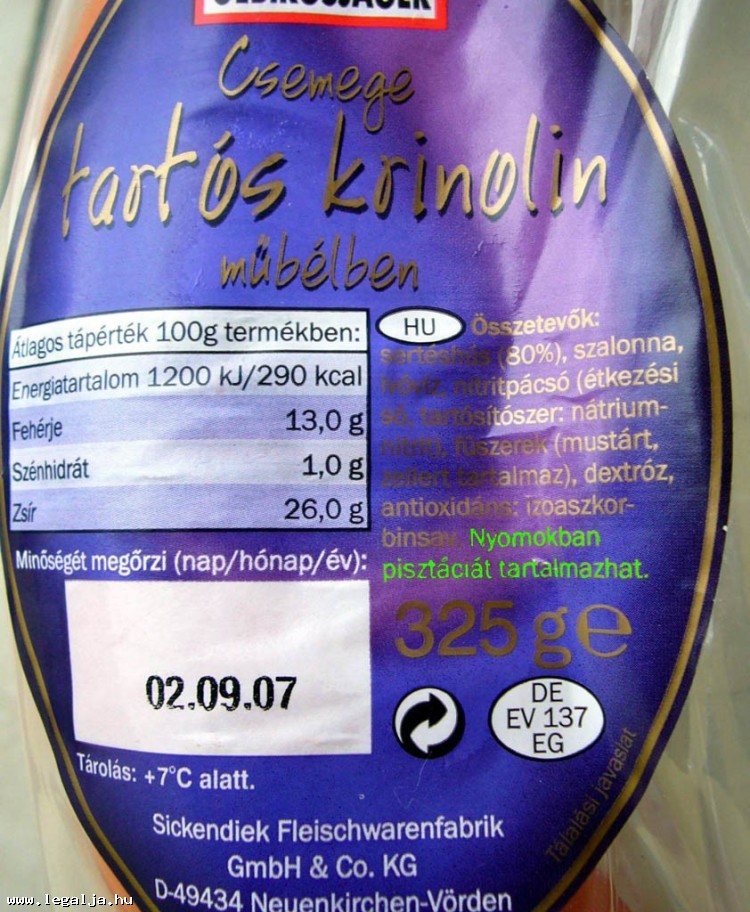 Csemege
tartós krinolin
műbélben
Átlagos tápérték 100g termékben:
Energiatartalom 1200 kJ/290 kcal
Fehérje 13,0 g
Szénhidrát 1,0 g
Zsír 26,0 g
Minőségét megőrzi (nap/hónap/év):
02.09.07
Tárolás: +7°C alatt.
HU Összetevők:
sertéshús (80%), szalonna,
ivóvíz, nitritpácsó (étkezési
só, tartósítószer: nátrium-
nitrit), fűszerek (mustárt,
zellert tartalmaz), dextróz,
antioxidáns: izoaszkor-
binsav. Nyomokban
pisztáciát tartalmazhat.
325 g e
DE
EV 137
EG
Tálalási javaslat
Sickendiek Fleischwarenfabrik
GmbH & Co. KG
D-49434 Neuenkirchen-Vörden
www.legalja.hu